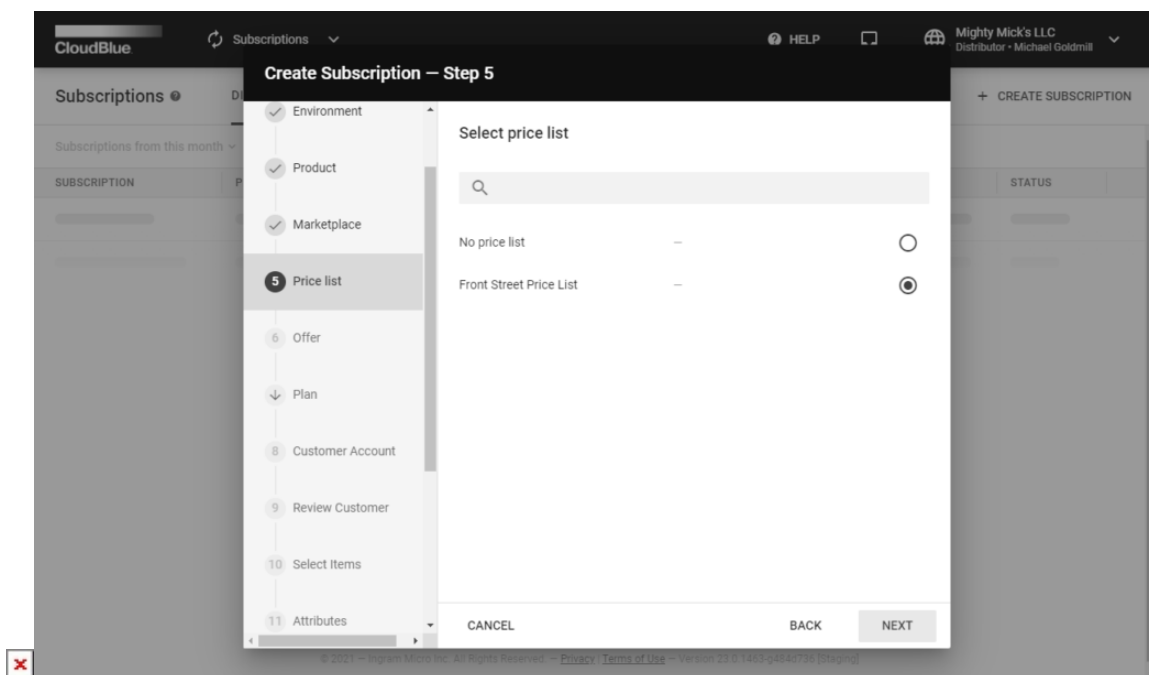 CloudBlue
Subscriptions
HELP
Mighty Mick's LLC
Distributor • Michael Goldmill
Create Subscription — Step 5
Subscriptions
+ CREATE SUBSCRIPTION
Subscriptions from this month
SUBSCRIPTION
STATUS
Environment
Product
Marketplace
5 Price list
6 Offer
Plan
8 Customer Account
9 Review Customer
10 Select Items
11 Attributes
Select price list
No price list –
Front Street Price List –
CANCEL
BACK
NEXT
© 2021 — Ingram Micro Inc. All Rights Reserved. — Privacy | Terms of Use — Version 23.0.1463-g484d736 [Staging]